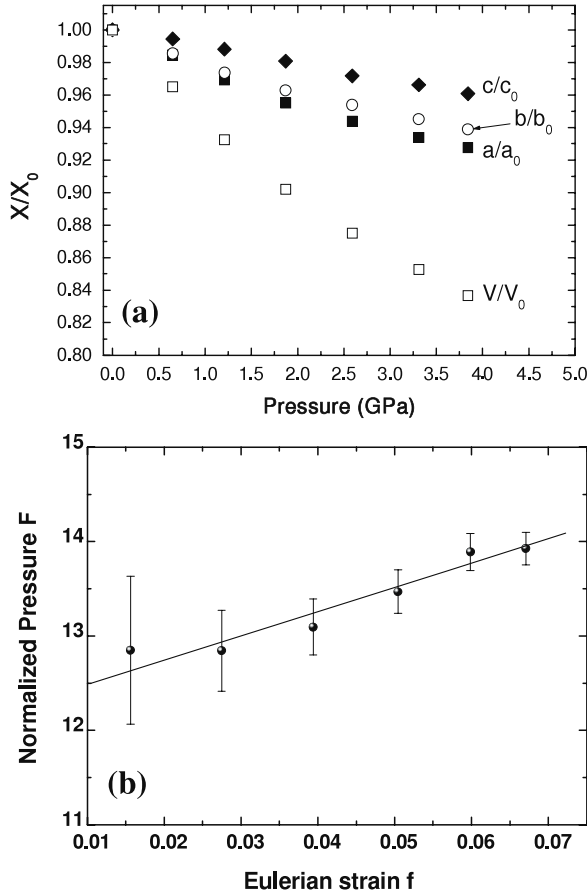 1.00
0.98
0.96
0.94
0.92
0.90
0.88
0.86
0.84
0.82
0.80
X/X0
c/c0
b/b0
a/a0
V/V0
(a)
0.0 0.5 1.0 1.5 2.0 2.5 3.0 3.5 4.0 4.5 5.0
Pressure (GPa)
15
14
13
12
11
Normalized Pressure F
(b)
0.01 0.02 0.03 0.04 0.05 0.06 0.07
Eulerian strain f